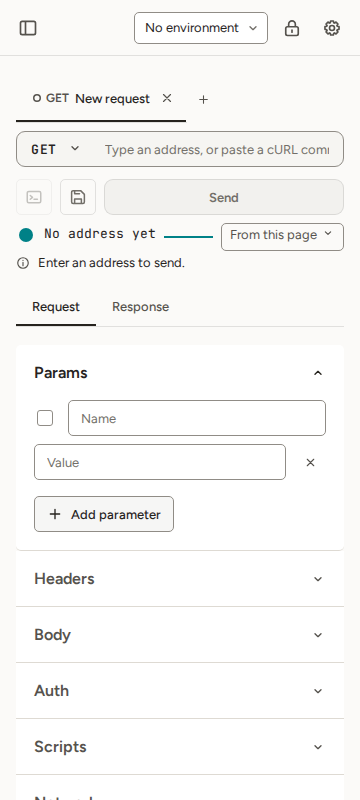 No environment
GET New request
GET Type an address, or paste a cURL com
Send
No address yet From this page
Enter an address to send.
Request Response
Params
Name
Value
Add parameter
Headers
Body
Auth
Scripts